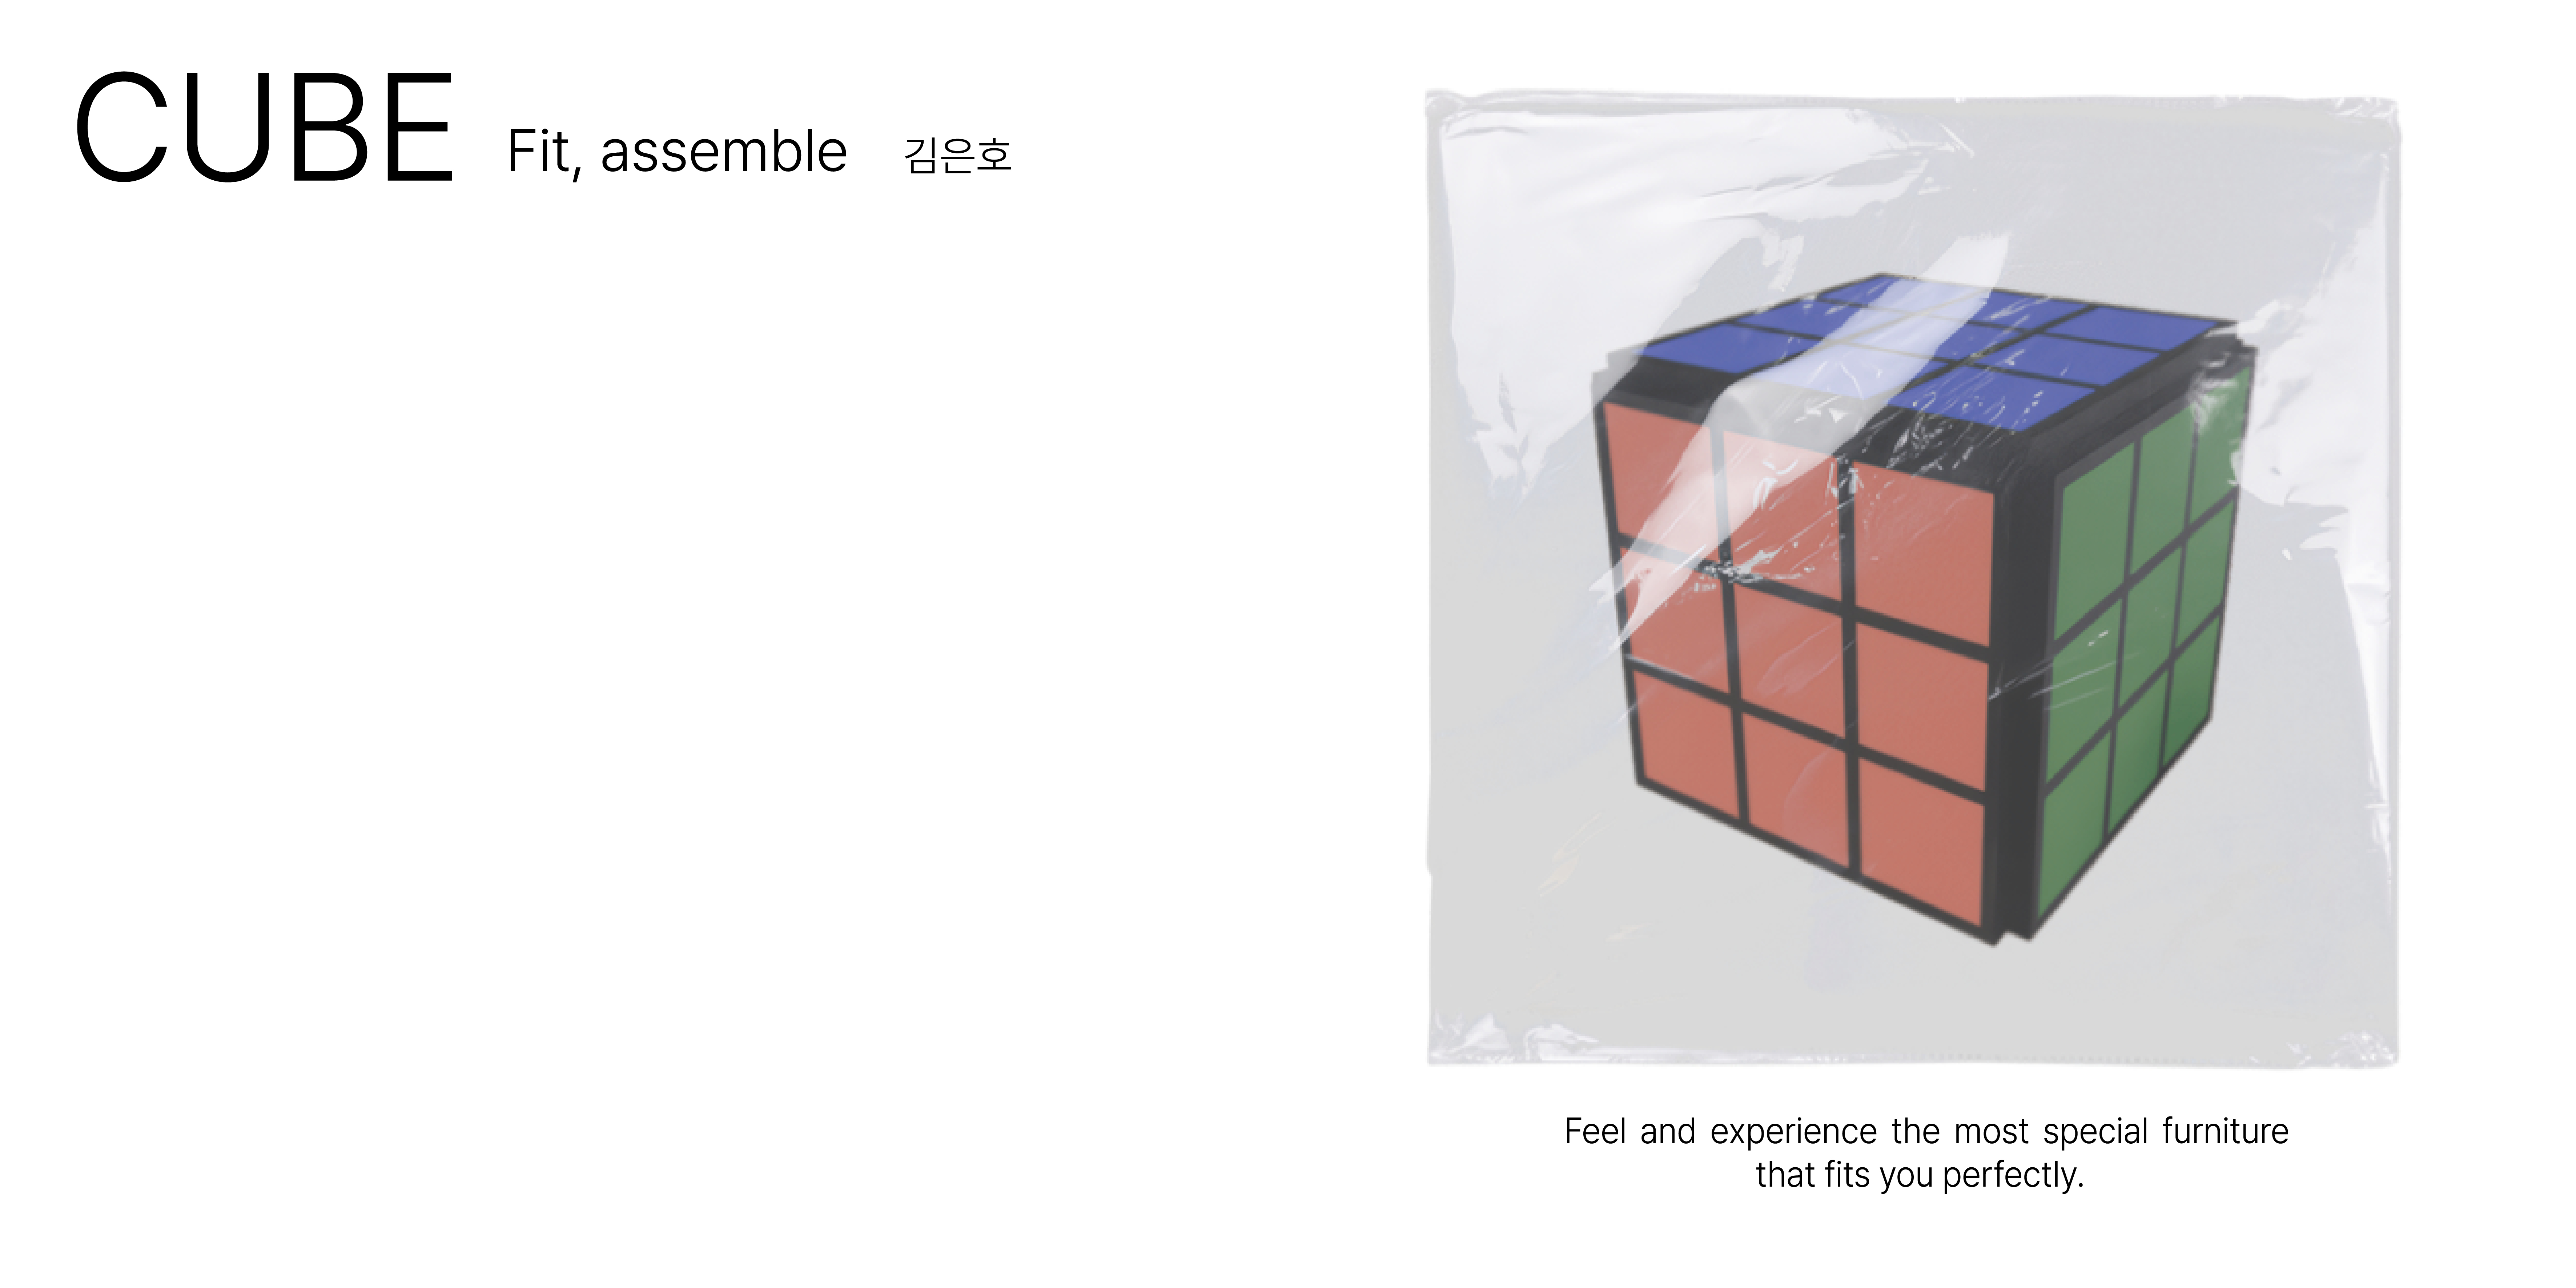 CUBE Fit, assemble 김은호
Feel and experience the most special furniture
that fits you perfectly.